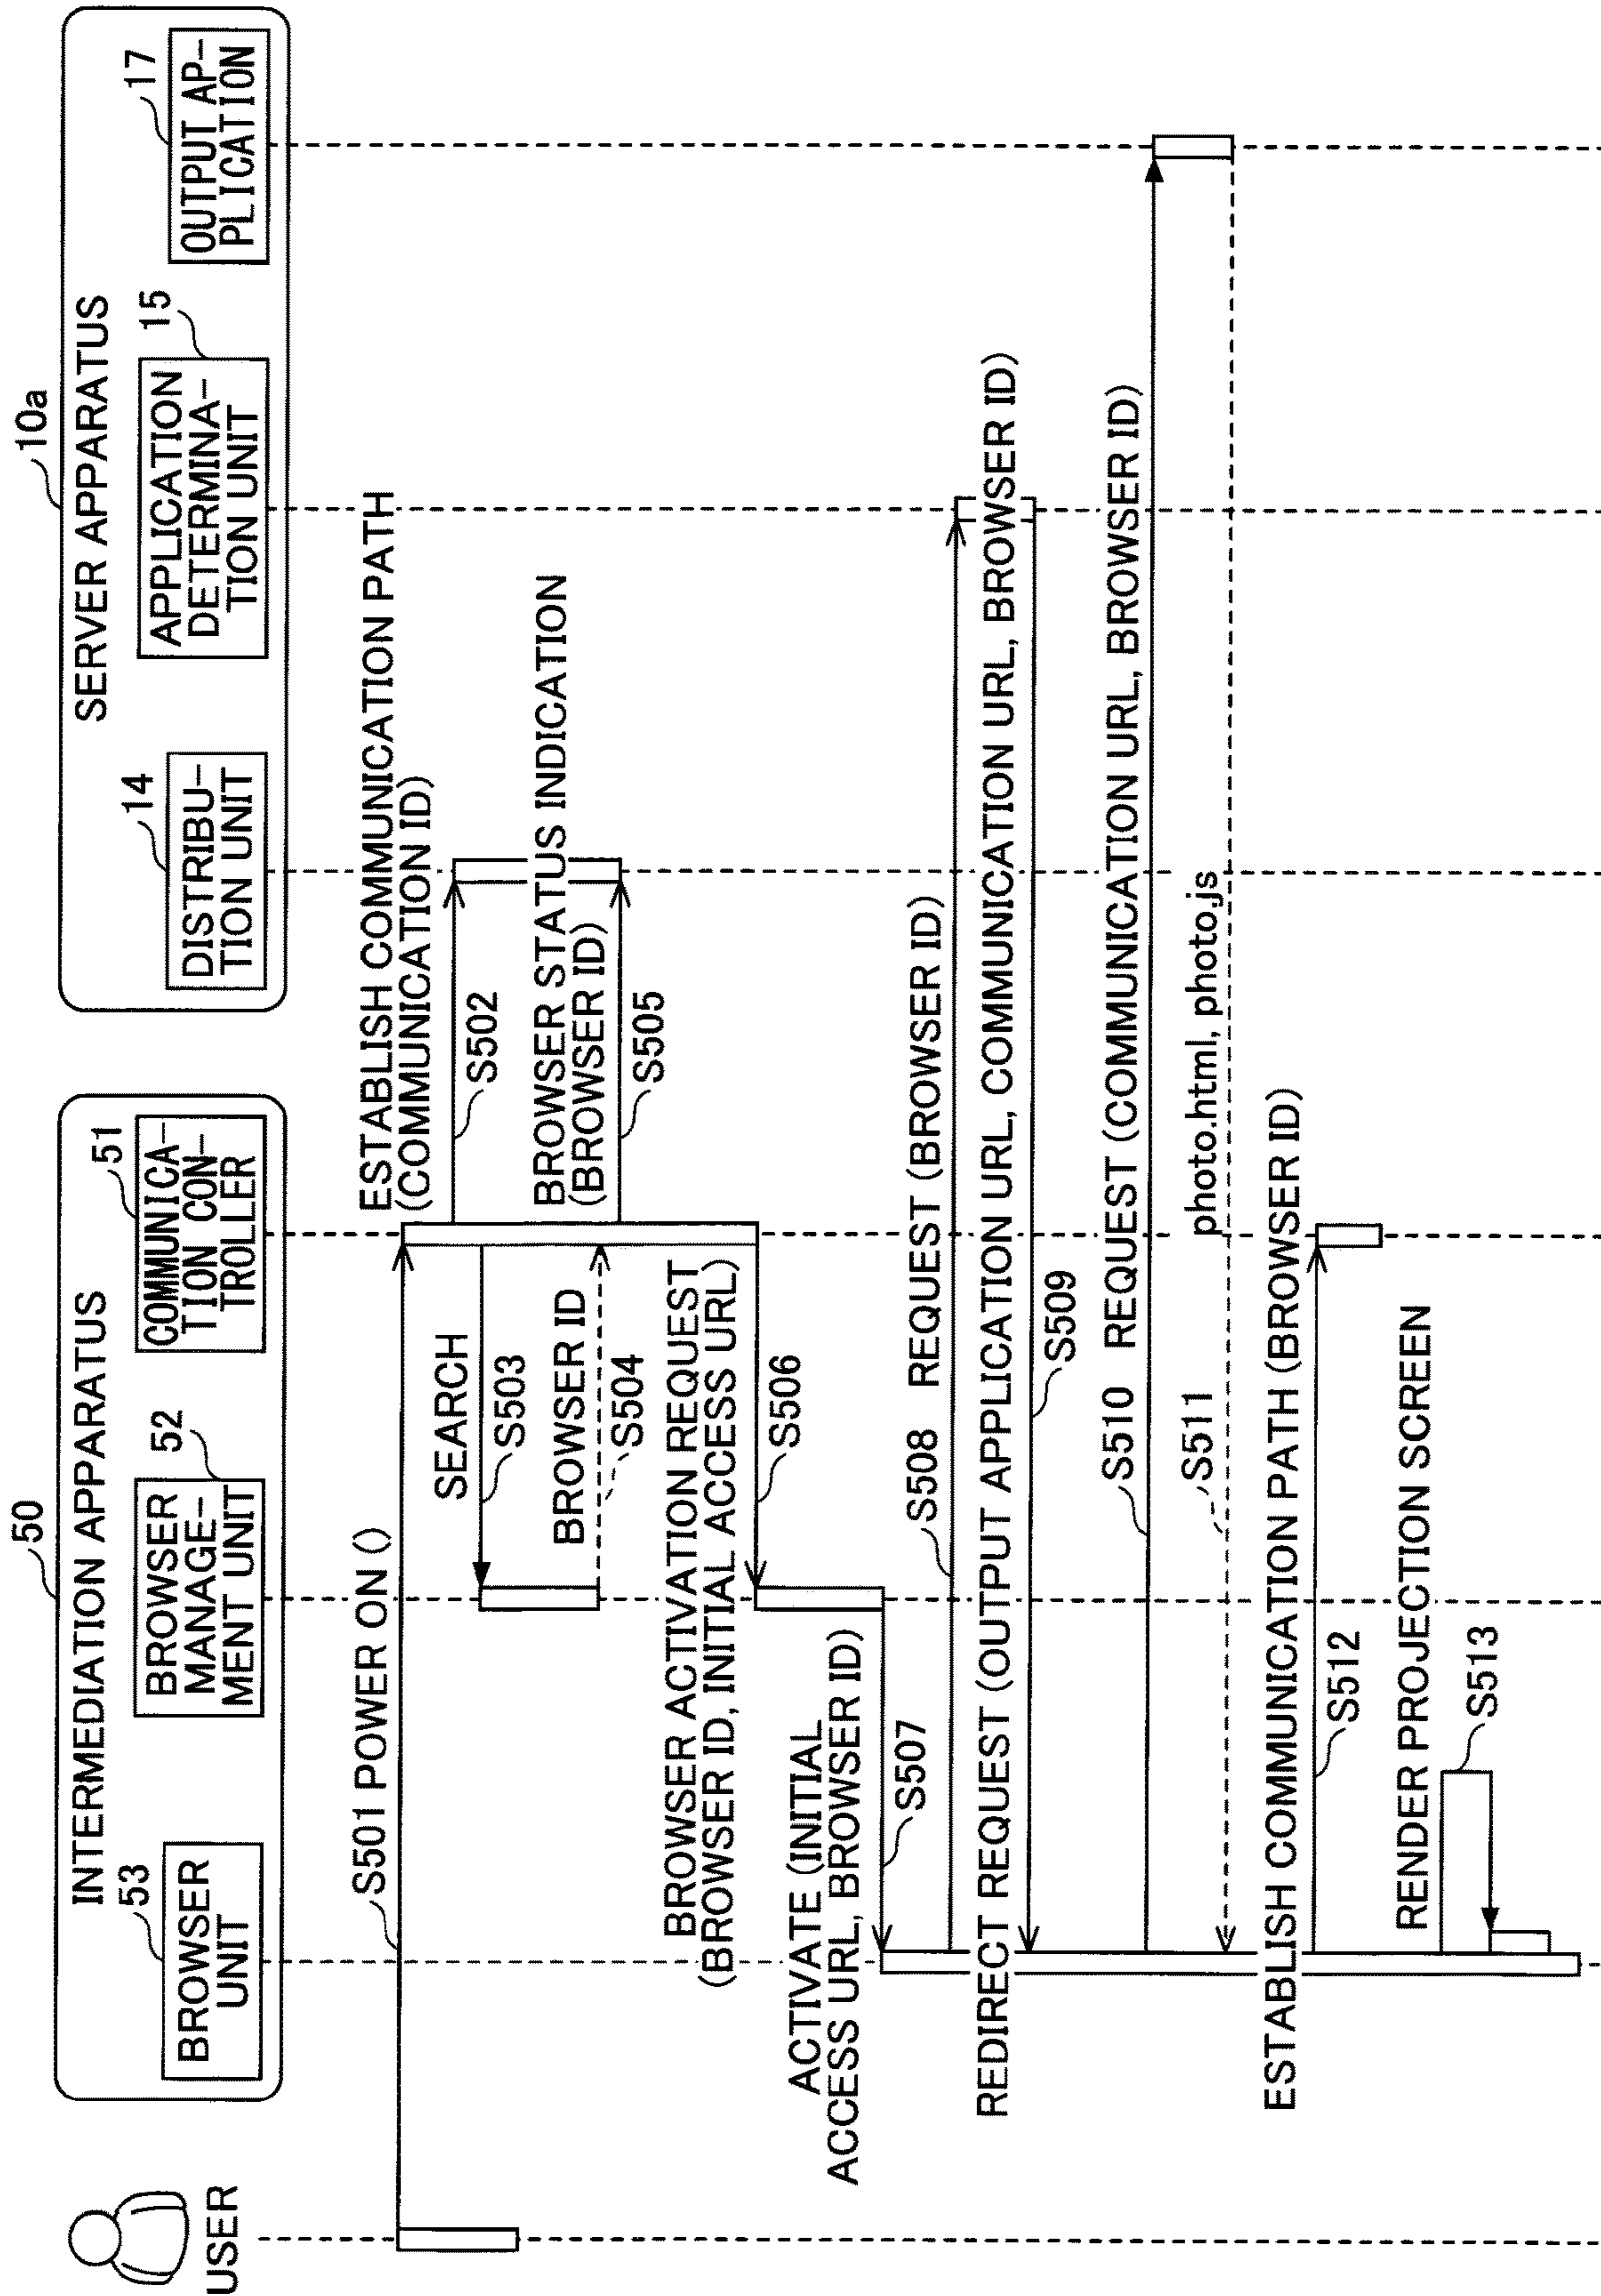 USER
50
INTERMEDIATION APPARATUS
53
BROWSER
UNIT
52
BROWSER
MANAGE-
MENT UNIT
51
COMMUNICA-
TION CON-
TROLLER
10a
SERVER APPARATUS
14
DISTRIBU-
TION UNIT
15
APPLICATION
DETERMINA-
TION UNIT
17
OUTPUT AP-
PLICATION
S501 POWER ON ()
ESTABLISH COMMUNICATION PATH
(COMMUNICATION ID)
S502
SEARCH
S503
BROWSER ID
S504
BROWSER STATUS INDICATION
(BROWSER ID)
S505
BROWSER ACTIVATION REQUEST
(BROWSER ID, INITIAL ACCESS URL)
S506
ACTIVATE (INITIAL
ACCESS URL, BROWSER ID)
S507
S508 REQUEST (BROWSER ID)
REDIRECT REQUEST (OUTPUT APPLICATION URL, COMMUNICATION URL, BROWSER ID)
S509
S510 REQUEST (COMMUNICATION URL, BROWSER ID)
S511
photo.html, photo.js
ESTABLISH COMMUNICATION PATH (BROWSER ID)
S512
RENDER PROJECTION SCREEN
S513